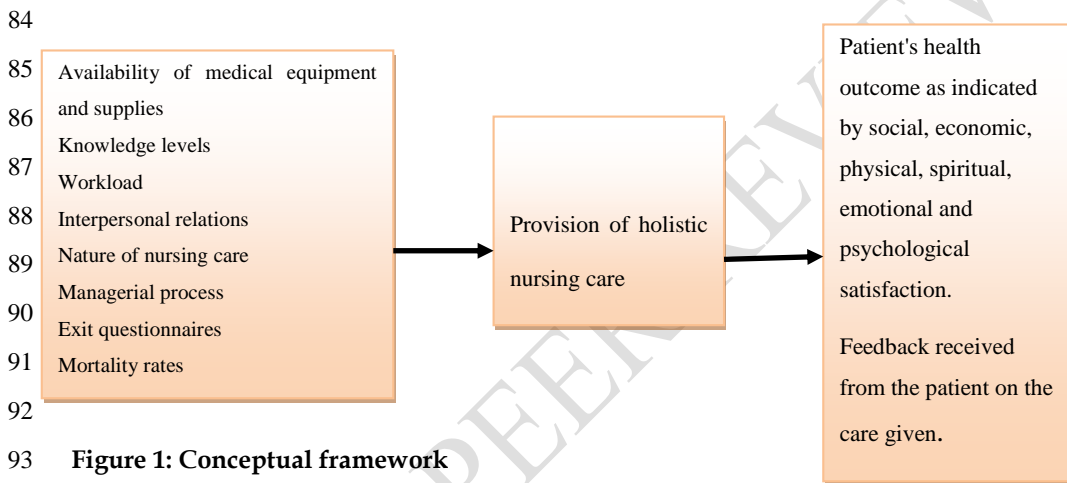 84
85
86
87
88
89
90
91
92
93 Figure 1: Conceptual framework
Availability of medical equipment
and supplies
Knowledge levels
Workload
Interpersonal relations
Nature of nursing care
Managerial process
Exit questionnaires
Mortality rates
Provision of holistic
nursing care
Patient's health
outcome as indicated
by social, economic,
physical, spiritual,
emotional and
psychological
satisfaction.
Feedback received
from the patient on the
care given.
PEER REV